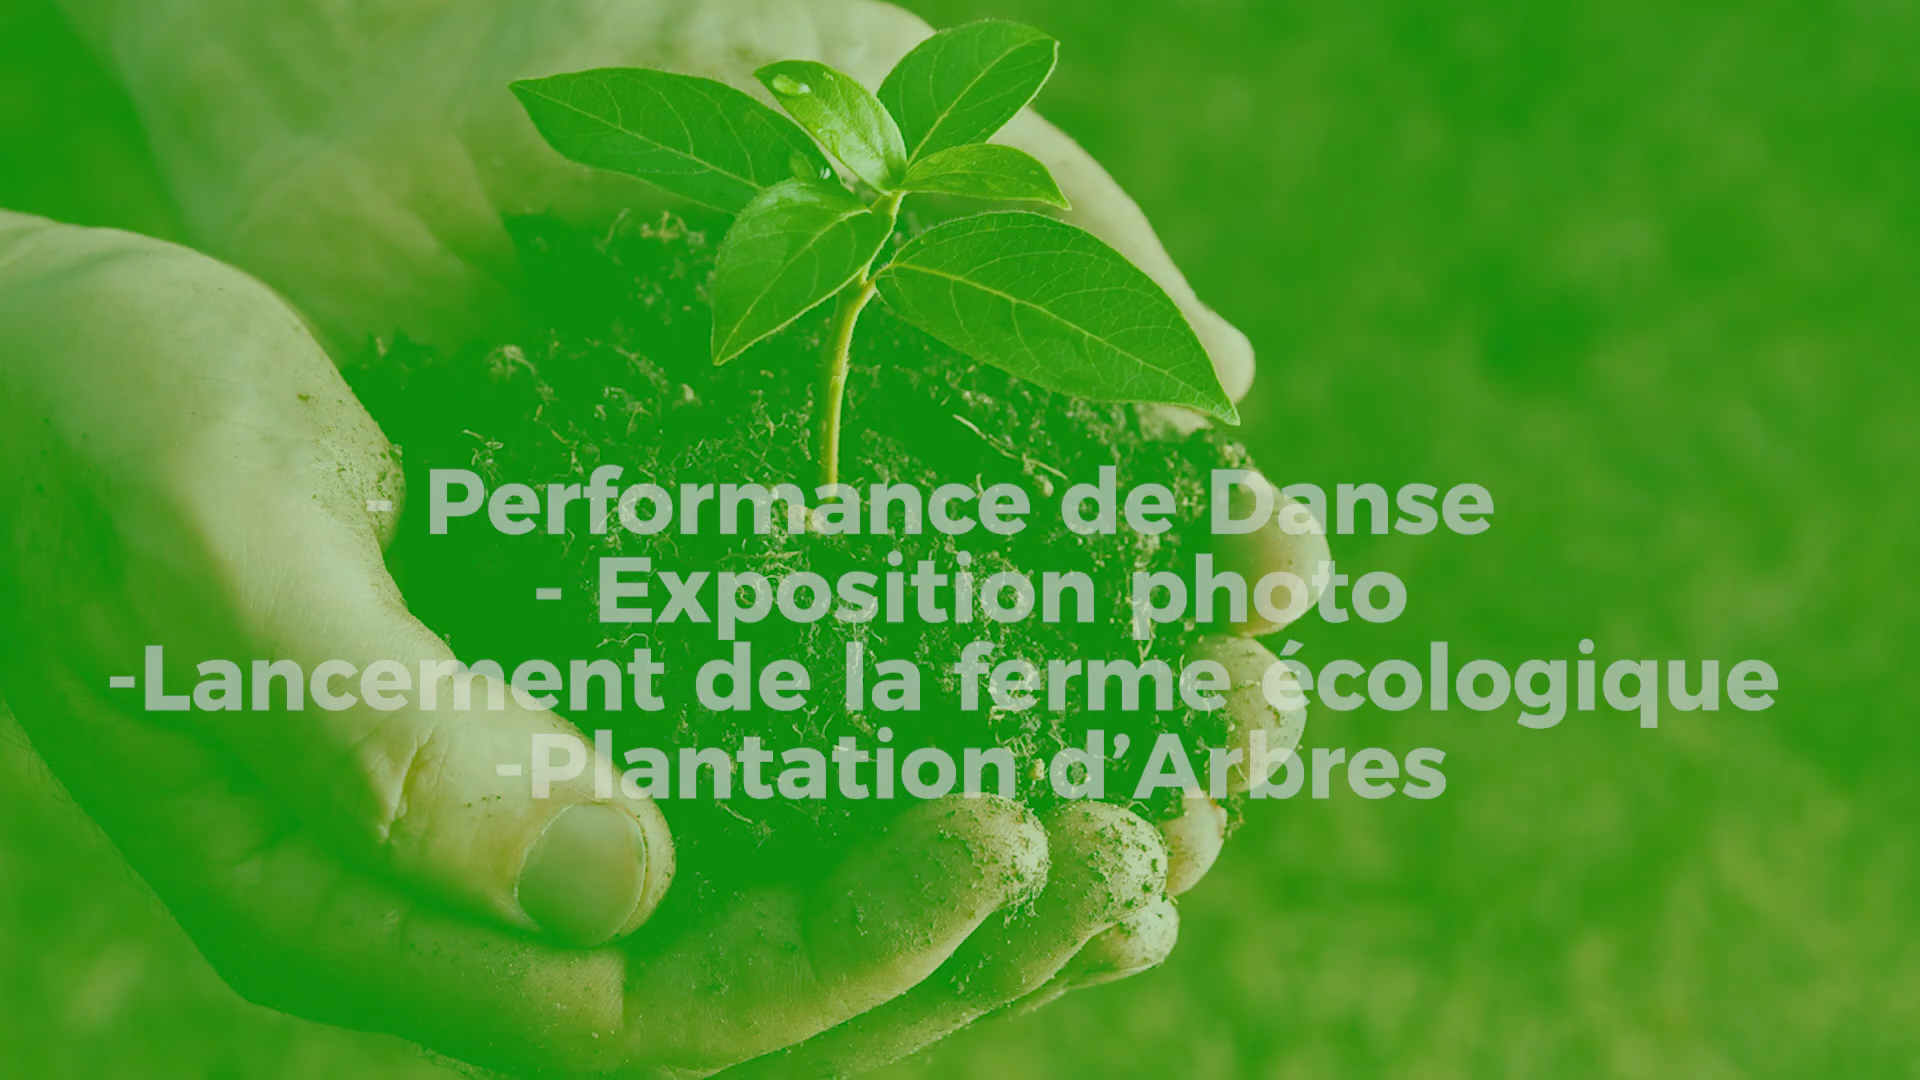 - Performance de Danse
- Exposition photo
-Lancement de la ferme écologique
-Plantation d’Arbres